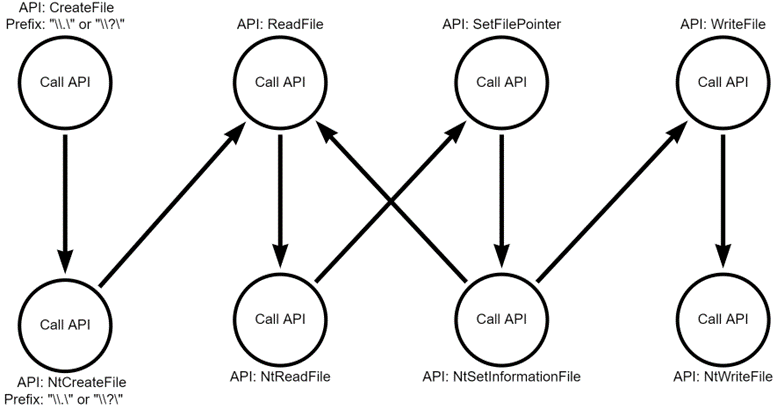 API: CreateFile
Prefix: "\\.\" or "\\?\"
API: ReadFile
API: SetFilePointer
API: WriteFile
Call API
Call API
Call API
Call API
Call API
Call API
Call API
Call API
API: NtCreateFile
Prefix: "\\.\" or "\\?\"
API: NtReadFile
API: NtSetInformationFile
API: NtWriteFile